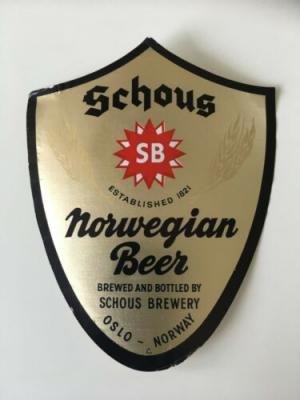 Schous
SB
ESTABLISHED 1821
Norwegian
Beer
BREWED AND BOTTLED BY
SCHOUS BREWERY
OSLO - NORWAY
C